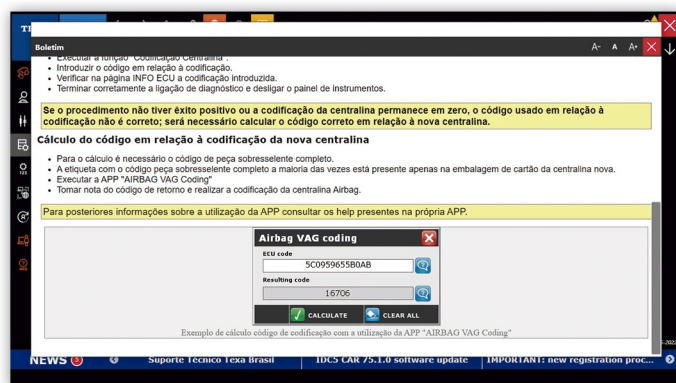 Boletim
A- A A+
Executar a função "Codificação Centralina".
Introduzir o código em relação à codificação.
Verificar na página INFO ECU a codificação introduzida.
Terminar corretamente a ligação de diagnóstico e desligar o painel de instrumentos.
Se o procedimento não tiver êxito positivo ou a codificação da centralina permanece em zero, o código usado em relação à
codificação não é correto; será necessário calcular o código correto em relação à nova centralina.
Cálculo do código em relação à codificação da nova centralina
Para o cálculo é necessário o código de peça sobresselente completo.
A etiqueta com o código peça sobresselente completo a maioria das vezes está presente apenas na embalagem de cartão da centralina nova.
Executar a APP "AIRBAG VAG Coding"
Tomar nota do código de retorno e realizar a codificação da centralina Airbag.
Para posteriores informações sobre a utilização da APP consultar os help presentes na própria APP.
Airbag VAG coding
ECU code
5C0959655B0AB
Resulting code
16706
CALCULATE
CLEAR ALL
Exemplo de cálculo código de codificação com a utilização da APP "AIRBAG VAG Coding"
NEWS 5
Suporte Técnico Texa Brasil
IDC5 CAR 75.1.0 software update
IMPORTANT: new registration proc...